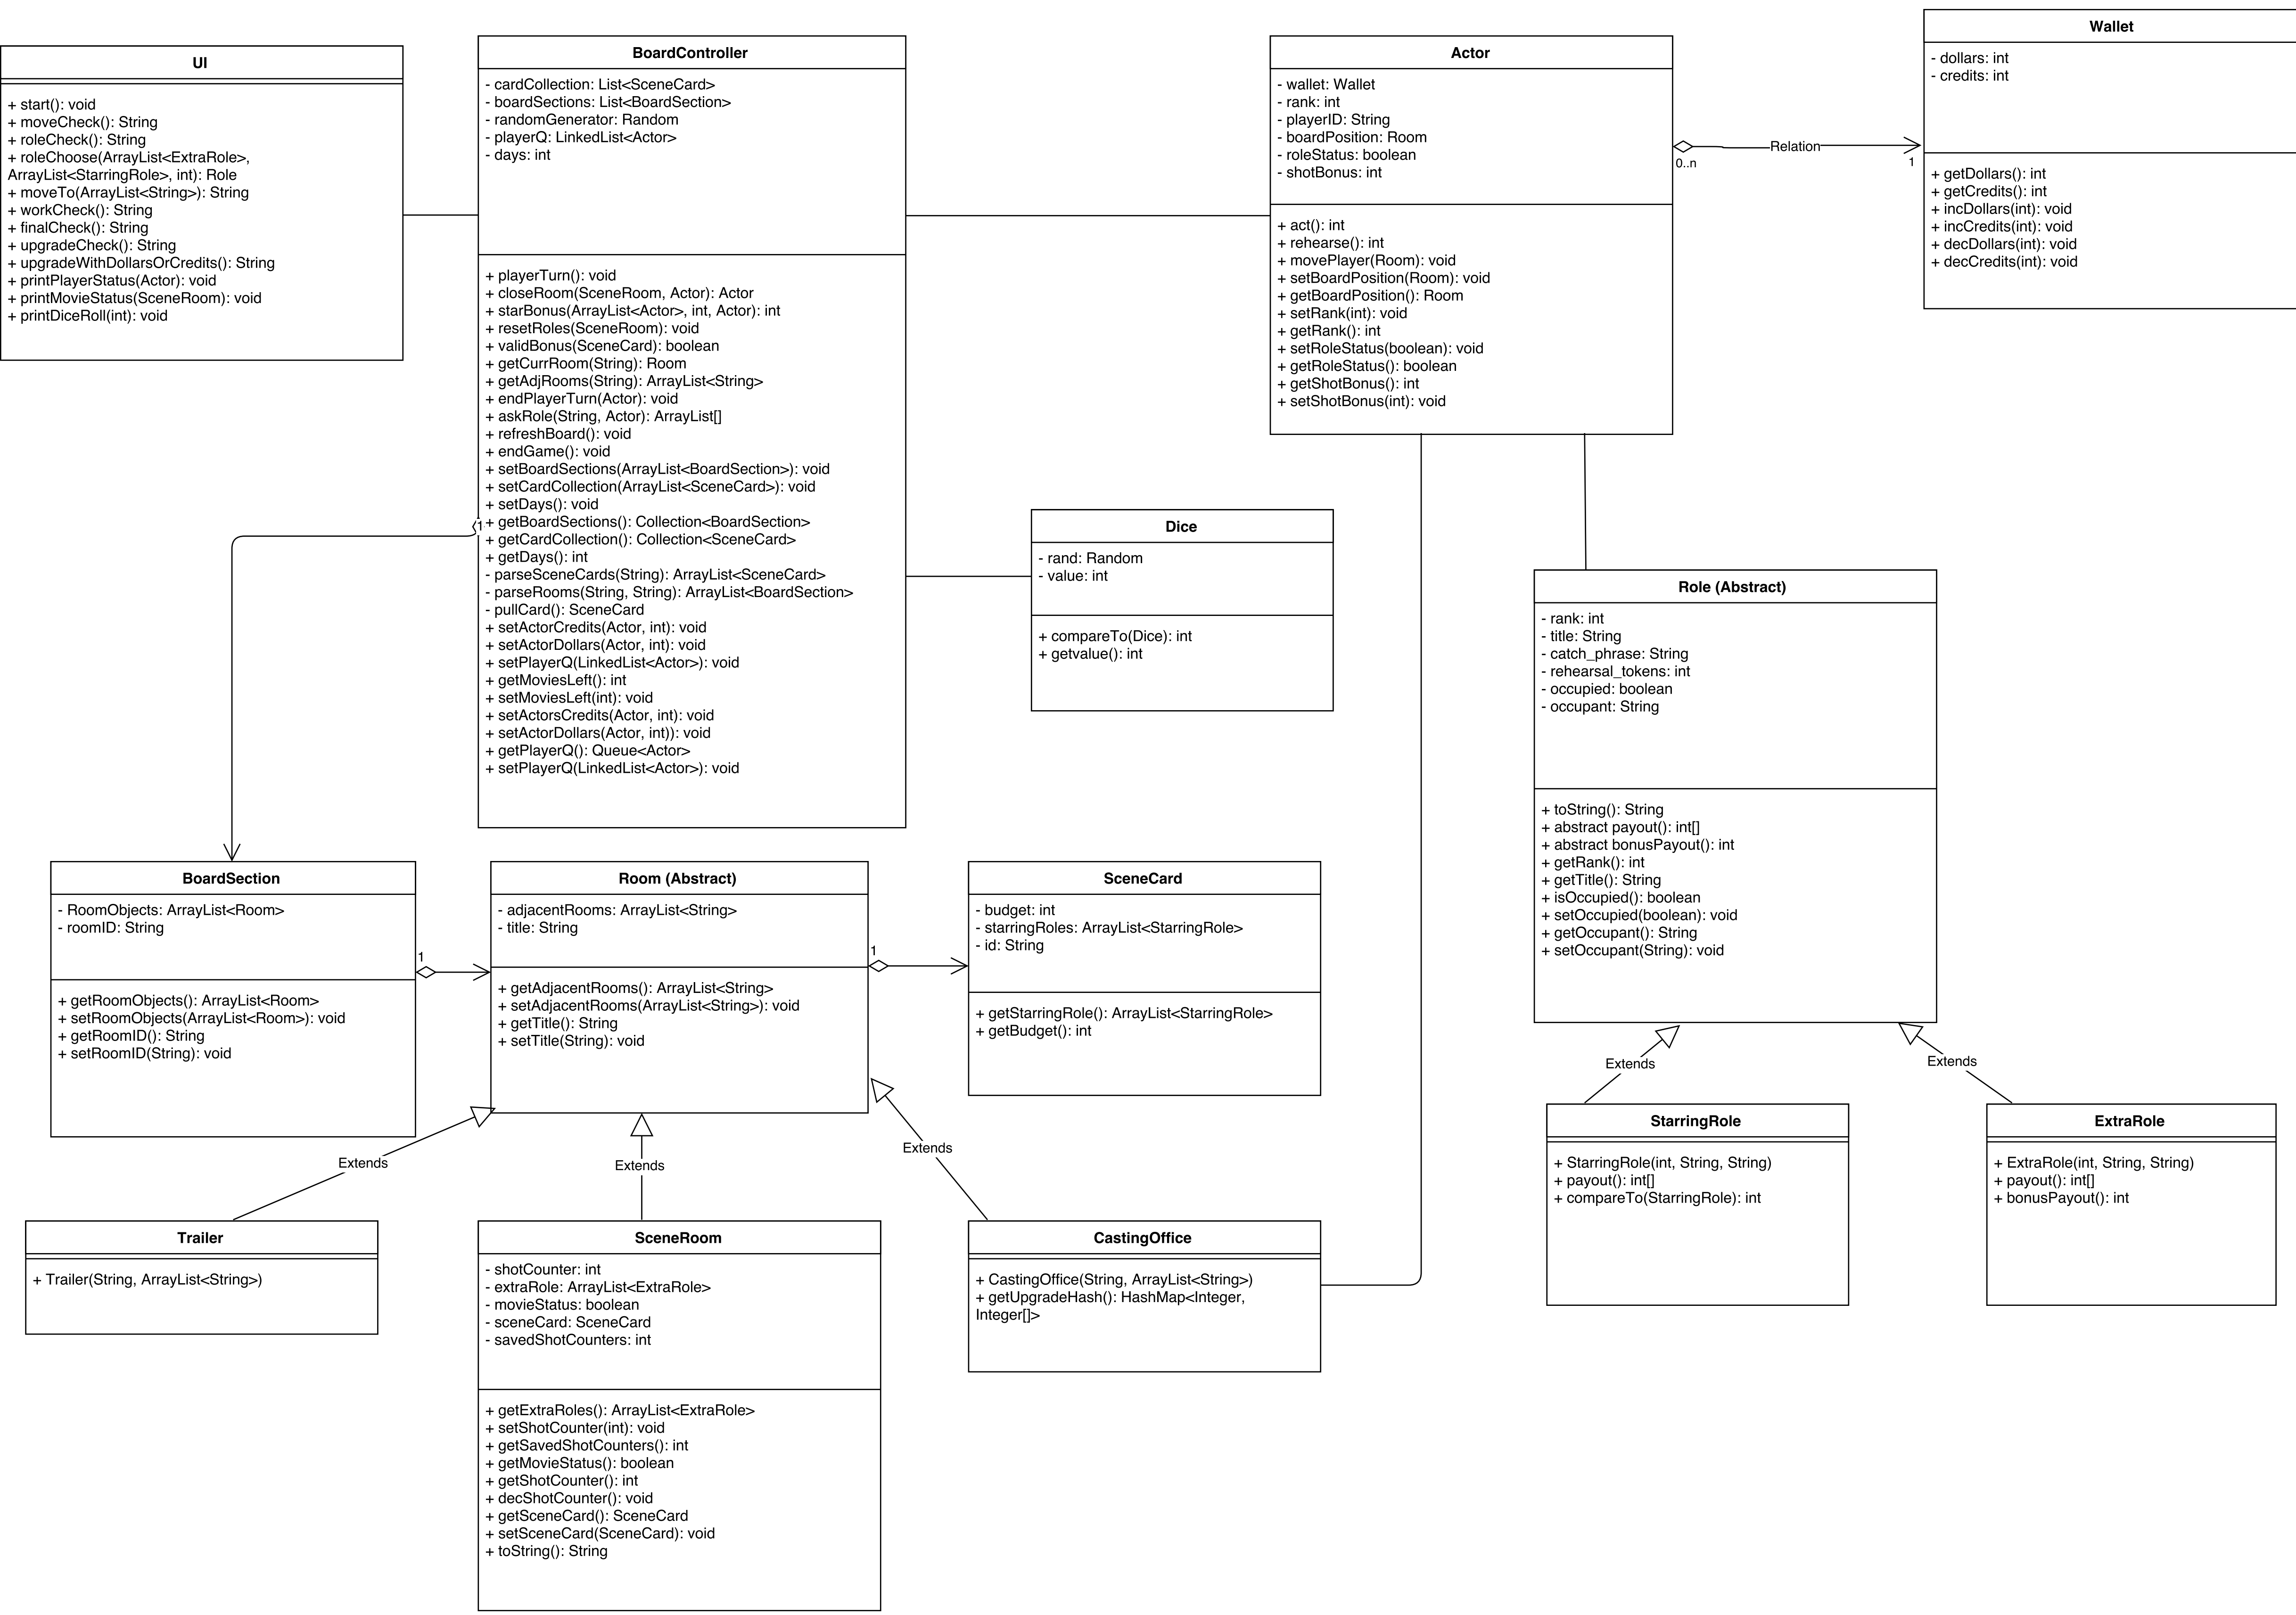 UI
+ start(): void
+ moveCheck(): String
+ roleCheck(): String
+ roleChoose(ArrayList<ExtraRole>,
ArrayList<StarringRole>, int): Role
+ moveTo(ArrayList<String>): String
+ workCheck(): String
+ finalCheck(): String
+ upgradeCheck(): String
+ upgradeWithDollarsOrCredits(): String
+ printPlayerStatus(Actor): void
+ printMovieStatus(SceneRoom): void
+ printDiceRoll(int): void
BoardController
- cardCollection: List<SceneCard>
- boardSections: List<BoardSection>
- randomGenerator: Random
- playerQ: LinkedList<Actor>
- days: int
+ playerTurn(): void
+ closeRoom(SceneRoom, Actor): Actor
+ starBonus(ArrayList<Actor>, int, Actor): int
+ resetRoles(SceneRoom): void
+ validBonus(SceneCard): boolean
+ getCurrRoom(String): Room
+ getAdjRooms(String): ArrayList<String>
+ endPlayerTurn(Actor): void
+ askRole(String, Actor): ArrayList[]
+ refreshBoard(): void
+ endGame(): void
+ setBoardSections(ArrayList<BoardSection>): void
+ setCardCollection(ArrayList<SceneCard>): void
+ setDays(): void
1
+ getBoardSections(): Collection<BoardSection>
+ getCardCollection(): Collection<SceneCard>
+ getDays(): int
- parseSceneCards(String): ArrayList<SceneCard>
- parseRooms(String, String): ArrayList<BoardSection>
- pullCard(): SceneCard
+ setActorCredits(Actor, int): void
+ setActorDollars(Actor, int): void
+ setPlayerQ(LinkedList<Actor>): void
+ getMoviesLeft(): int
+ setMoviesLeft(int): void
+ setActorsCredits(Actor, int): void
+ setActorDollars(Actor, int)): void
+ getPlayerQ(): Queue<Actor>
+ setPlayerQ(LinkedList<Actor>): void
Actor
- wallet: Wallet
- rank: int
- playerID: String
- boardPosition: Room
- roleStatus: boolean
- shotBonus: int
+ act(): int
+ rehearse(): int
+ movePlayer(Room): void
+ setBoardPosition(Room): void
+ getBoardPosition(): Room
+ setRank(int): void
+ getRank(): int
+ setRoleStatus(boolean): void
+ getRoleStatus(): boolean
+ getShotBonus(): int
+ setShotBonus(int): void
0..n
Relation
1
Wallet
- dollars: int
- credits: int
+ getDollars(): int
+ getCredits(): int
+ incDollars(int): void
+ incCredits(int): void
+ decDollars(int): void
+ decCredits(int): void
Dice
- rand: Random
- value: int
+ compareTo(Dice): int
+ getvalue(): int
Role (Abstract)
- rank: int
- title: String
- catch_phrase: String
- rehearsal_tokens: int
- occupied: boolean
- occupant: String
+ toString(): String
+ abstract payout(): int[]
+ abstract bonusPayout(): int
+ getRank(): int
+ getTitle(): String
+ isOccupied(): boolean
+ setOccupied(boolean): void
+ getOccupant(): String
+ setOccupant(String): void
BoardSection
- RoomObjects: ArrayList<Room>
- roomID: String
+ getRoomObjects(): ArrayList<Room>
+ setRoomObjects(ArrayList<Room>): void
+ getRoomID(): String
+ setRoomID(String): void
1
Room (Abstract)
- adjacentRooms: ArrayList<String>
- title: String
+ getAdjacentRooms(): ArrayList<String>
+ setAdjacentRooms(ArrayList<String>): void
+ getTitle(): String
+ setTitle(String): void
1
SceneCard
- budget: int
- starringRoles: ArrayList<StarringRole>
- id: String
+ getStarringRole(): ArrayList<StarringRole>
+ getBudget(): int
Extends
Extends
Extends
Extends
Extends
StarringRole
+ StarringRole(int, String, String)
+ payout(): int[]
+ compareTo(StarringRole): int
ExtraRole
+ ExtraRole(int, String, String)
+ payout(): int[]
+ bonusPayout(): int
Trailer
+ Trailer(String, ArrayList<String>)
SceneRoom
- shotCounter: int
- extraRole: ArrayList<ExtraRole>
- movieStatus: boolean
- sceneCard: SceneCard
- savedShotCounters: int
+ getExtraRoles(): ArrayList<ExtraRole>
+ setShotCounter(int): void
+ getSavedShotCounters(): int
+ getMovieStatus(): boolean
+ getShotCounter(): int
+ decShotCounter(): void
+ getSceneCard(): SceneCard
+ setSceneCard(SceneCard): void
+ toString(): String
CastingOffice
+ CastingOffice(String, ArrayList<String>)
+ getUpgradeHash(): HashMap<Integer,
Integer[]>